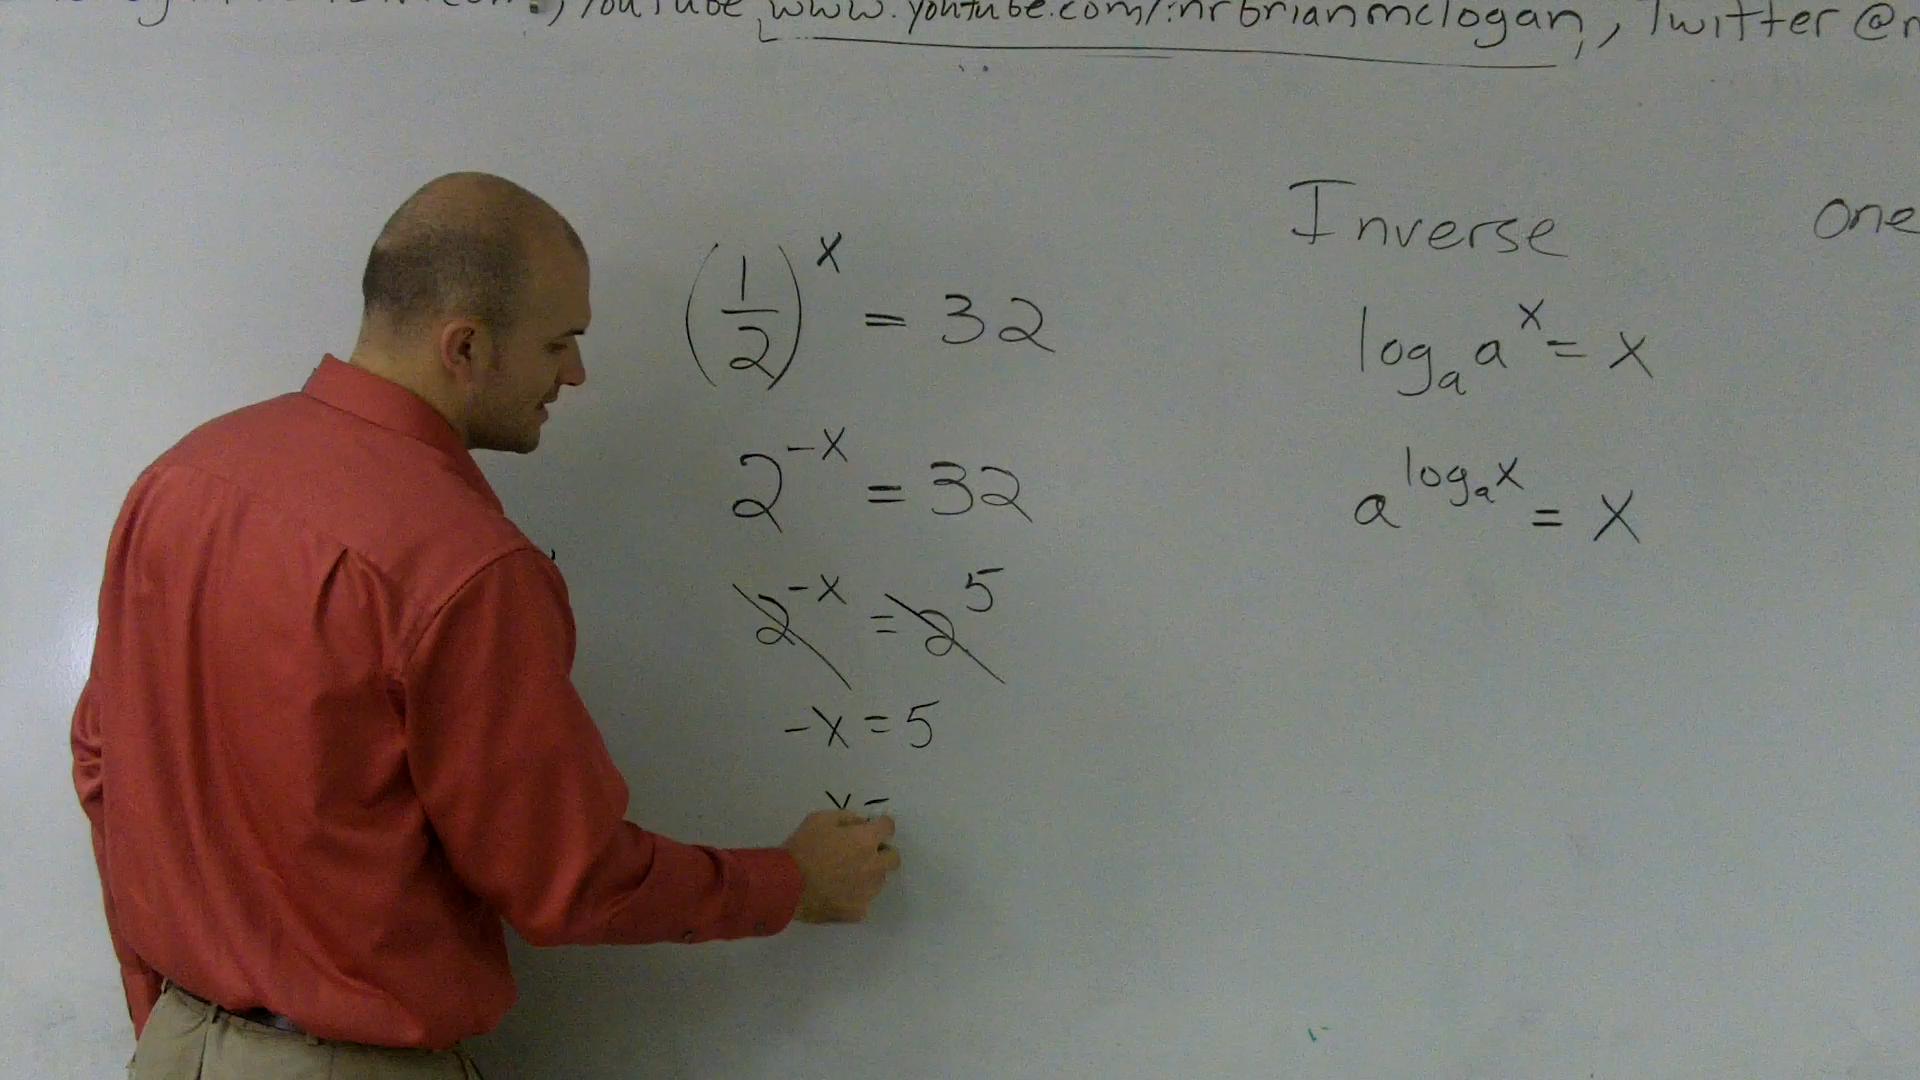 YouTube www.youtube.com/mrbrianmclogan, Twitter @
(1/2)^x = 32
2^-x = 32
2^-x = 2^5
-x = 5
x =
Inverse
log_a a^x = x
a^log_a x = x
one